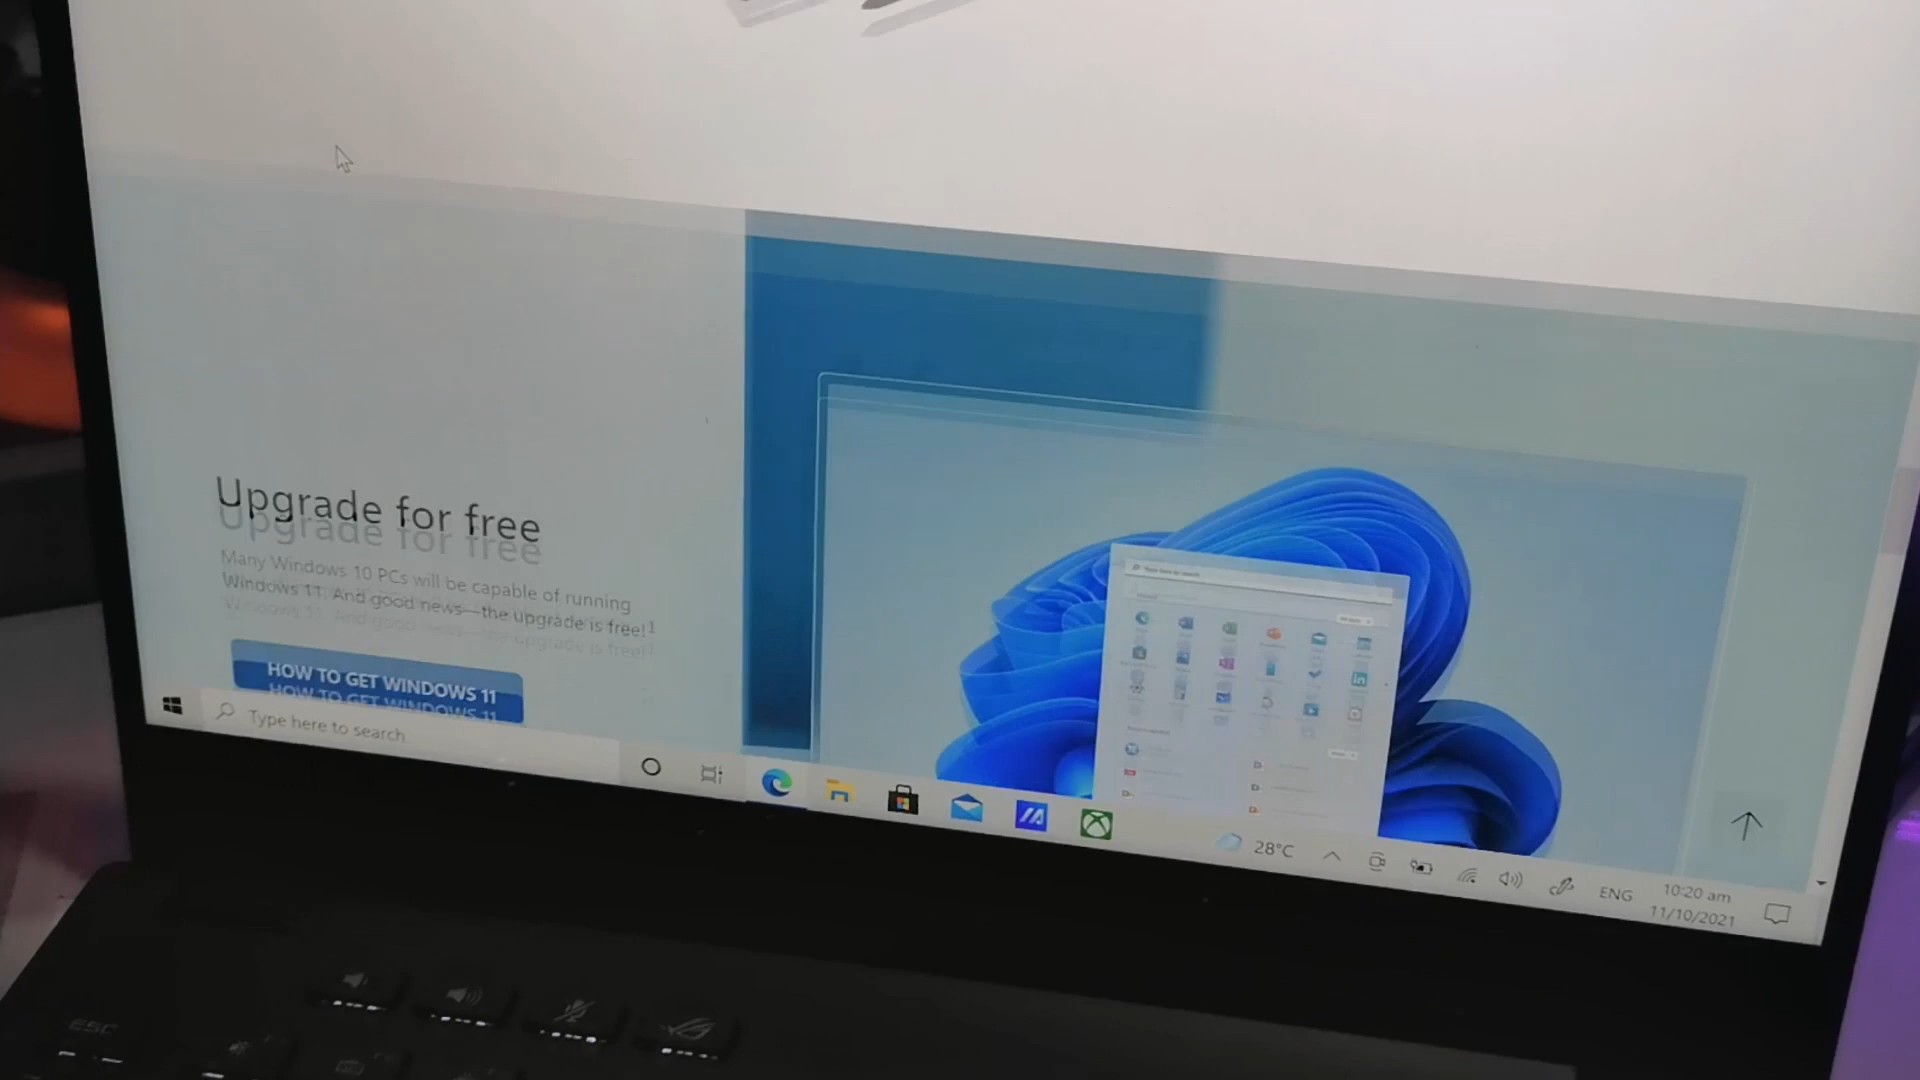 Upgrade for free
Many Windows 10 PCs will be capable of running
Windows 11. And good news—the upgrade is free!¹
HOW TO GET WINDOWS 11
Type here to search
28°C
ENG
10:20 am
11/10/2021
ESC